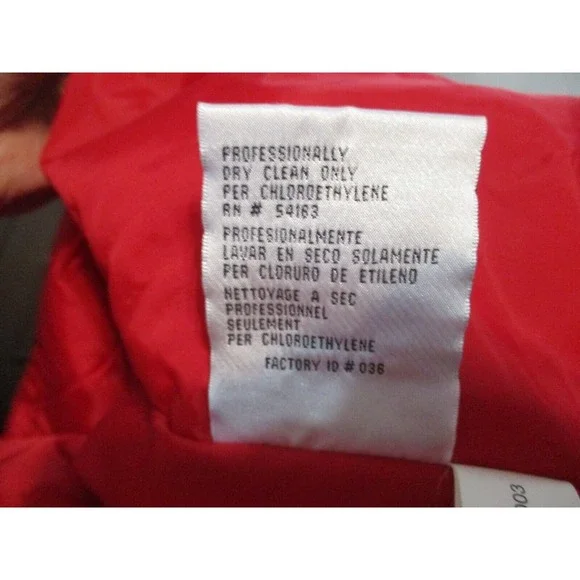 PROFESSIONALLY
DRY CLEAN ONLY
PER CHLOROETHYLENE
RN # 54163
PROFESIONALMENTE
LAVAR EN SECO SOLAMENTE
PER CLORURO DE ETILENO
NETTOYAGE A SEC
PROFESSIONNEL
SEULEMENT
PER CHLOROETHYLENE
FACTORY ID # 036
003